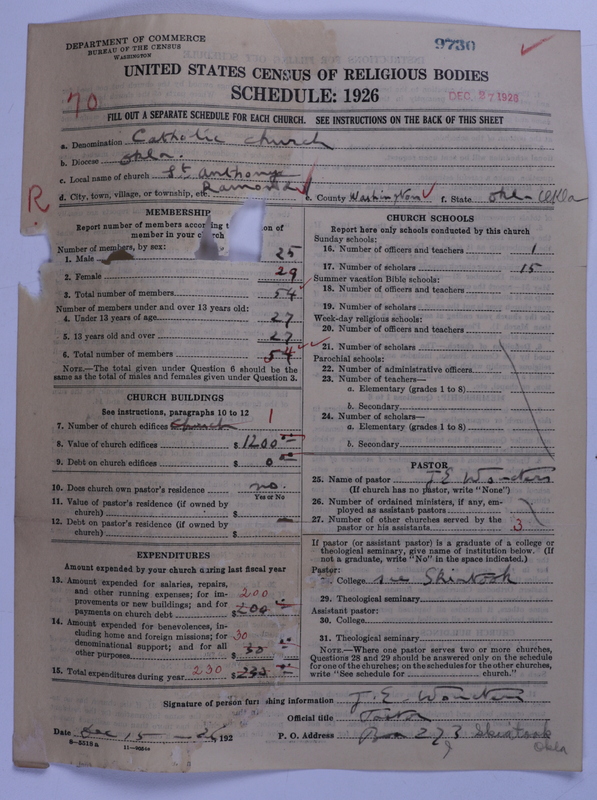 DEPARTMENT OF COMMERCE
BUREAU OF THE CENSUS
WASHINGTON
9730
UNITED STATES CENSUS OF RELIGIOUS BODIES
SCHEDULE: 1926
70
DEC 27 1926
FILL OUT A SEPARATE SCHEDULE FOR EACH CHURCH. SEE INSTRUCTIONS ON THE BACK OF THIS SHEET
a. Denomination Catholic church
b. Diocese Okla.
c. Local name of church St Anthonys
d. City, town, village, or township, etc. Ramona e. County Washington f. State Okla Okla
R
MEMBERSHIP
Report number of members according t ion of
member in your church
Number of members, by sex:
1. Male 25
2. Female 29
3. Total number of members 54
Number of members under and over 13 years old:
4. Under 13 years of age 27
5. 13 years old and over 27
6. Total number of members 54
NOTE.—The total given under Question 6 should be
same as the total of males and females given under Question 3.
CHURCH BUILDINGS
See instructions, paragraphs 10 to 12
7. Number of church edifices Church 1
8. Value of church edifices $ 1200 00
9. Debt on church edifices $ 0 00
10. Does church own pastor's residence no.
Yes or No
11. Value of pastor's residence (if owned by
church) $
12. Debt on pastor's residence (if owned by
church) $
EXPENDITURES
Amount expended by your church during last fiscal year
13. Amount expended for salaries, repairs,
and other running expenses; for im-
provements or new buildings; and for
payments on church debt 200 $ 200
14. Amount expended for benevolences, in-
cluding home and foreign missions; for
denominational support; and for all
other purposes 30
15. Total expenditures during year 230 $
CHURCH SCHOOLS
Report here only schools conducted by this church
Sunday schools:
16. Number of officers and teachers 1
17. Number of scholars 15
Summer vacation Bible schools:
18. Number of officers and teachers
19. Number of scholars
Week-day religious schools:
20. Number of officers and teachers
21. Number of scholars
Parochial schools:
22. Number of administrative officers
23. Number of teachers—
a. Elementary (grades 1 to 8)
b. Secondary
24. Number of scholars—
a. Elementary (grades 1 to 8)
b. Secondary
PASTOR
25. Name of pastor J E
(If church has no pastor, write "None")
26. Number of ordained ministers, if any, em-
ployed as assistant pastors
27. Number of other churches served by the
pastor or his assistants 3
If pastor (or assistant pastor) is a graduate of a college or
theological seminary, give name of institution below. (If
not a graduate, write "No" in the space indicated.)
Pastor:
College see Skiatook
29. Theological seminary
Assistant pastor:
30. College
31. Theological seminary
NOTE.—Where one pastor serves two or more churches,
Questions 28 and 29 should be answered only on the schedule
for one of the churches; on the schedules for the other churches,
write "See schedule for church."
Signature of person furnishing information J. E
Official title Pastor
Date Dec 15 192 P. O. Address Box 273 Skiatook
Okla
8—5518a 11—9054